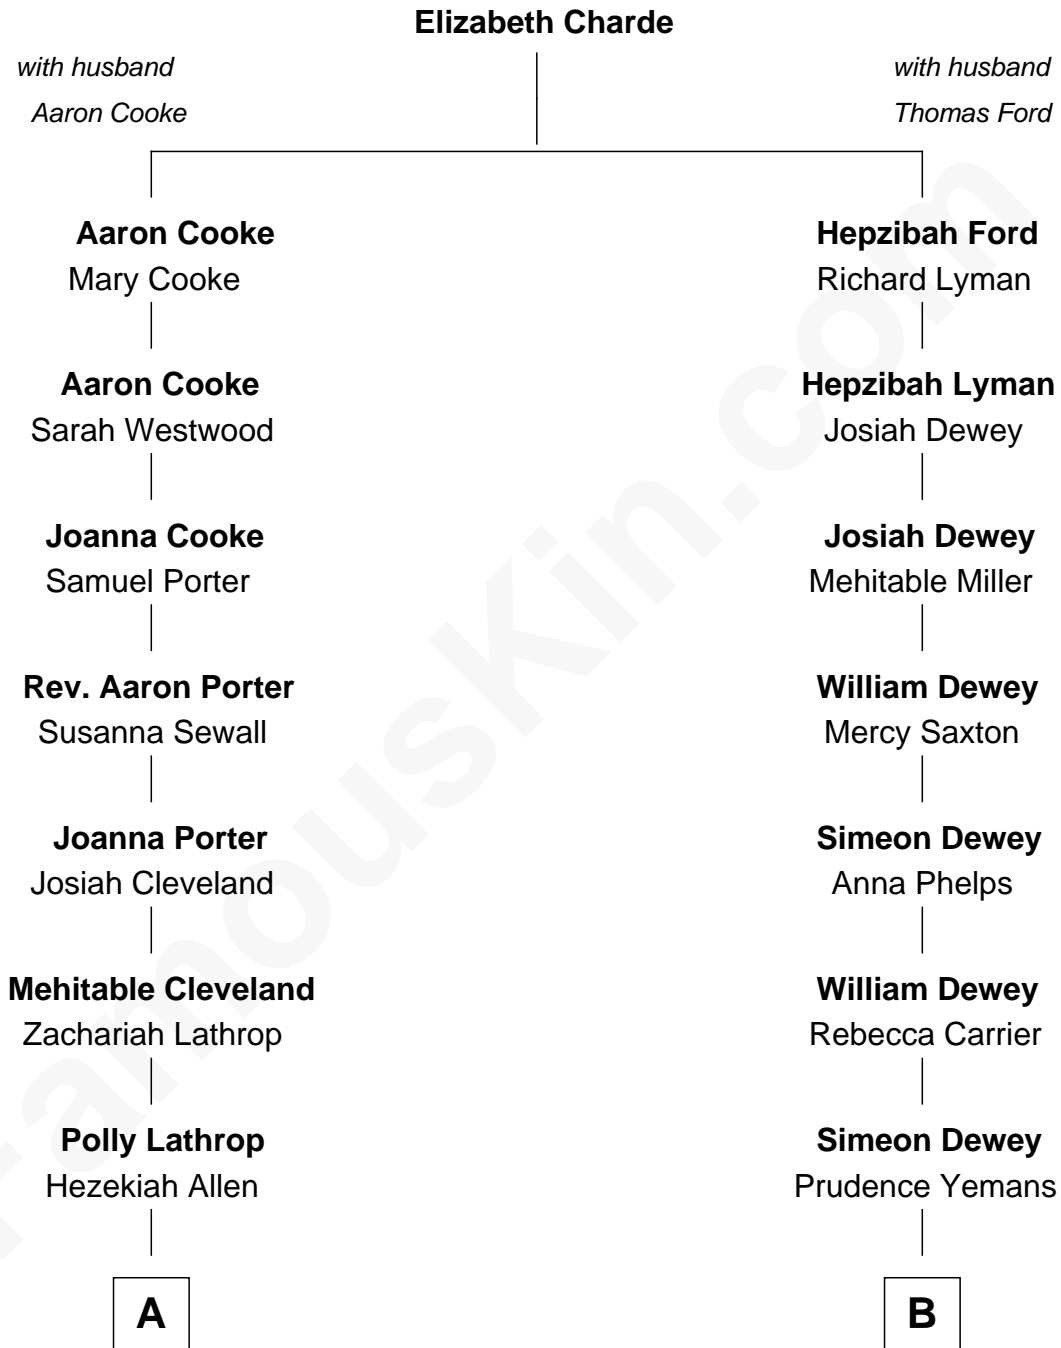 Elizabeth Charde
with husband
Aaron Cooke
with husband
Thomas Ford
Aaron Cooke
Mary Cooke
Hepzibah Ford
Richard Lyman
Aaron Cooke
Sarah Westwood
Hepzibah Lyman
Josiah Dewey
Joanna Cooke
Samuel Porter
Josiah Dewey
Mehitable Miller
Rev. Aaron Porter
Susanna Sewall
William Dewey
Mercy Saxton
Joanna Porter
Josiah Cleveland
Simeon Dewey
Anna Phelps
Mehitable Cleveland
Zachariah Lathrop
William Dewey
Rebecca Carrier
Polly Lathrop
Hezekiah Allen
Simeon Dewey
Prudence Yemans
A
B
FamousKin.com